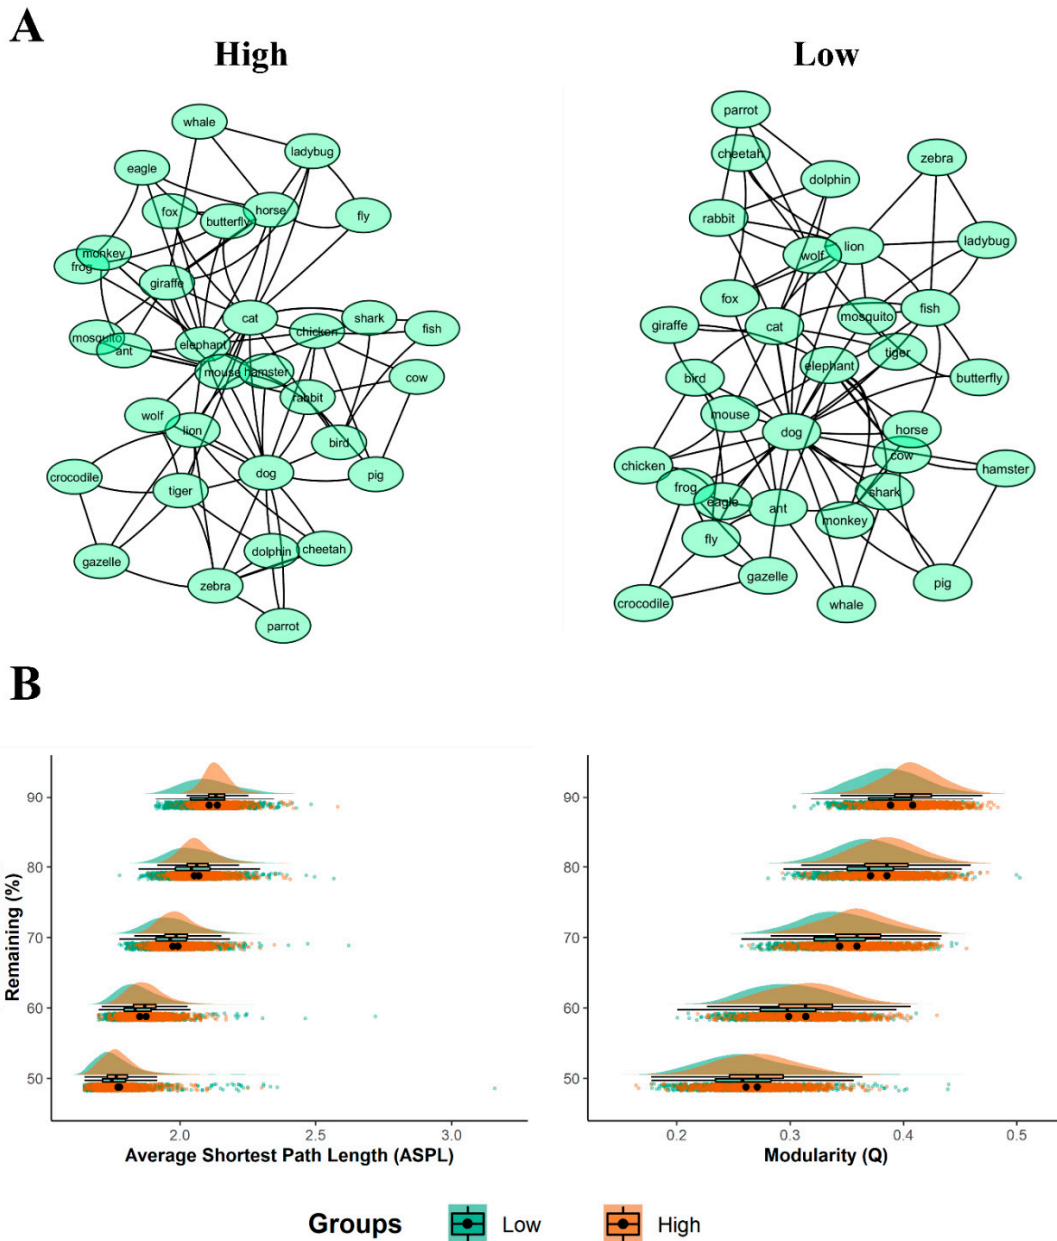 A
High
Low
whale
ladybug
eagle
fox
butterfly
horse
fly
monkey
frog
giraffe
cat
chicken
shark
fish
mosquito
ant
elephant
mouse
hamster
cow
rabbit
wolf
lion
bird
dog
pig
crocodile
tiger
dolphin
cheetah
gazelle
zebra
parrot
parrot
cheetah
zebra
dolphin
rabbit
lion
ladybug
wolf
fox
mosquito
fish
giraffe
cat
tiger
elephant
bird
butterfly
mouse
dog
horse
cow
chicken
hamster
frog
eagle
shark
ant
monkey
fly
gazelle
pig
crocodile
whale
B
Remaining (%)
90
80
70
60
50
2.0 2.5 3.0
Average Shortest Path Length (ASPL)
0.2 0.3 0.4 0.5
Modularity (Q)
Groups Low High